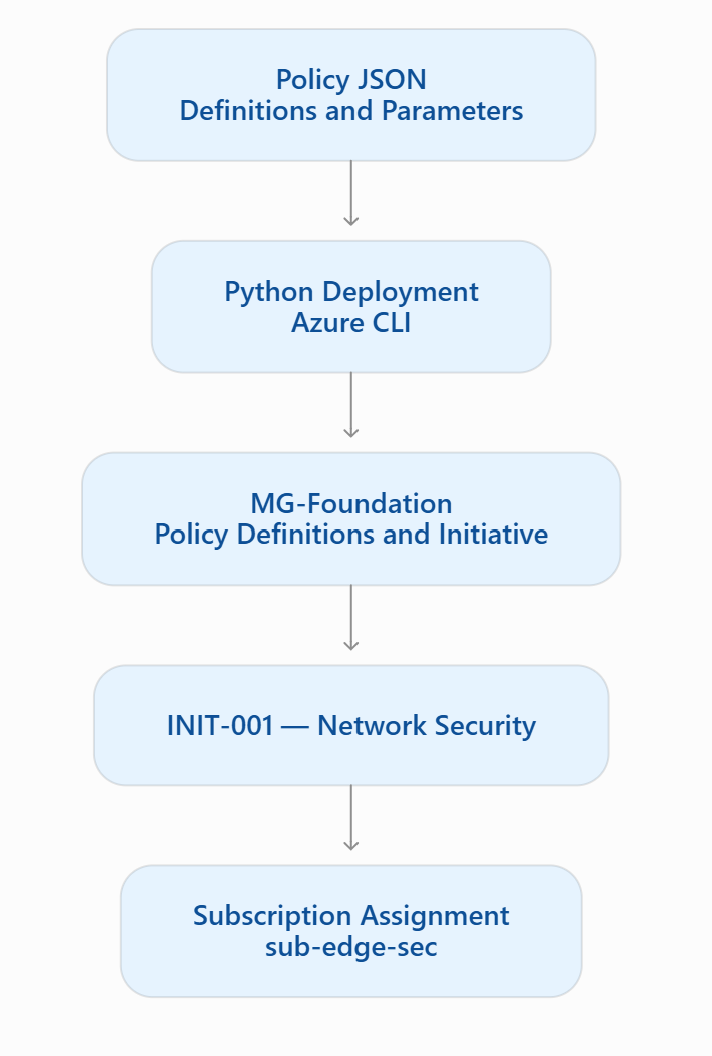 Policy JSON
Definitions and Parameters
Python Deployment
Azure CLI
MG-Foundation
Policy Definitions and Initiative
INIT-001 — Network Security
Subscription Assignment
sub-edge-sec